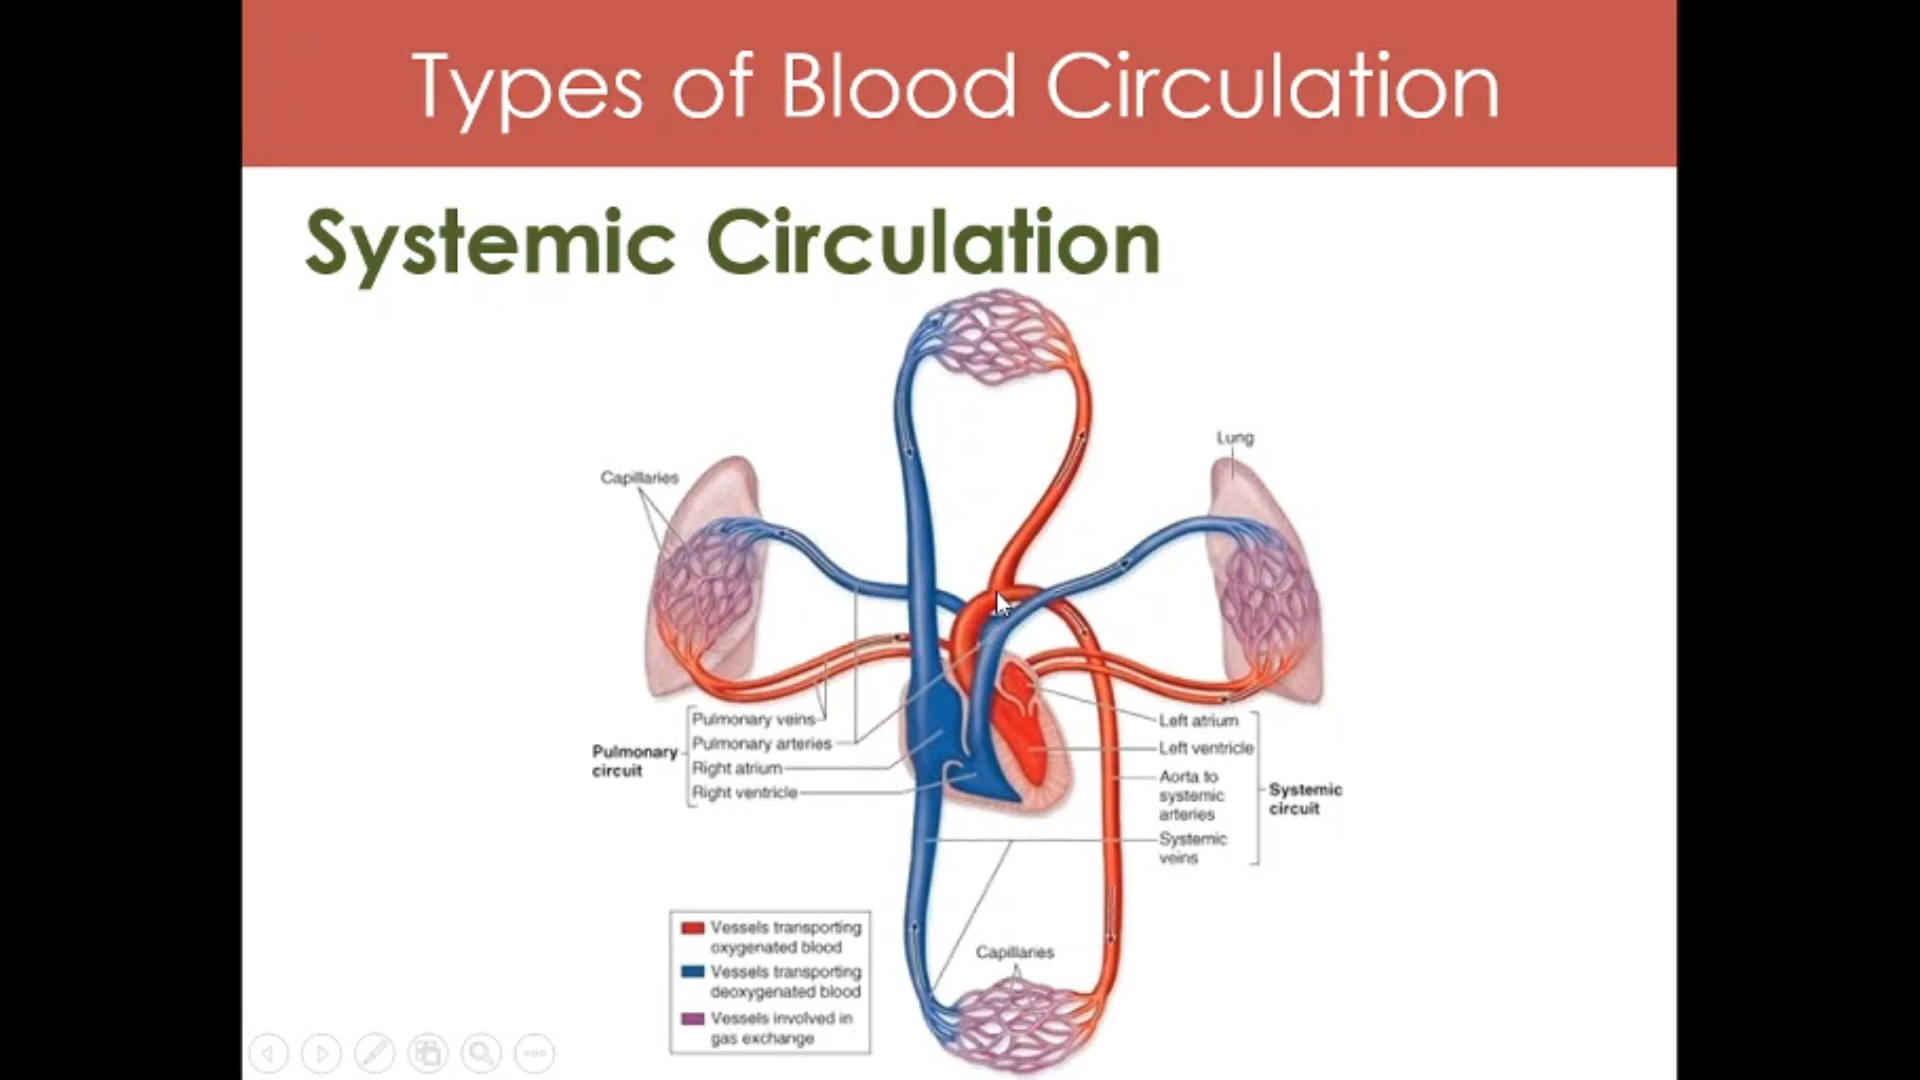 Types of Blood Circulation
Systemic Circulation
Lung
Capillaries
Pulmonary veins
Pulmonary arteries
Right atrium
Right ventricle
Pulmonary
circuit
Left atrium
Left ventricle
Aorta to
systemic
arteries
Systemic
veins
Systemic
circuit
Capillaries
Vessels transporting
oxygenated blood
Vessels transporting
deoxygenated blood
Vessels involved in
gas exchange